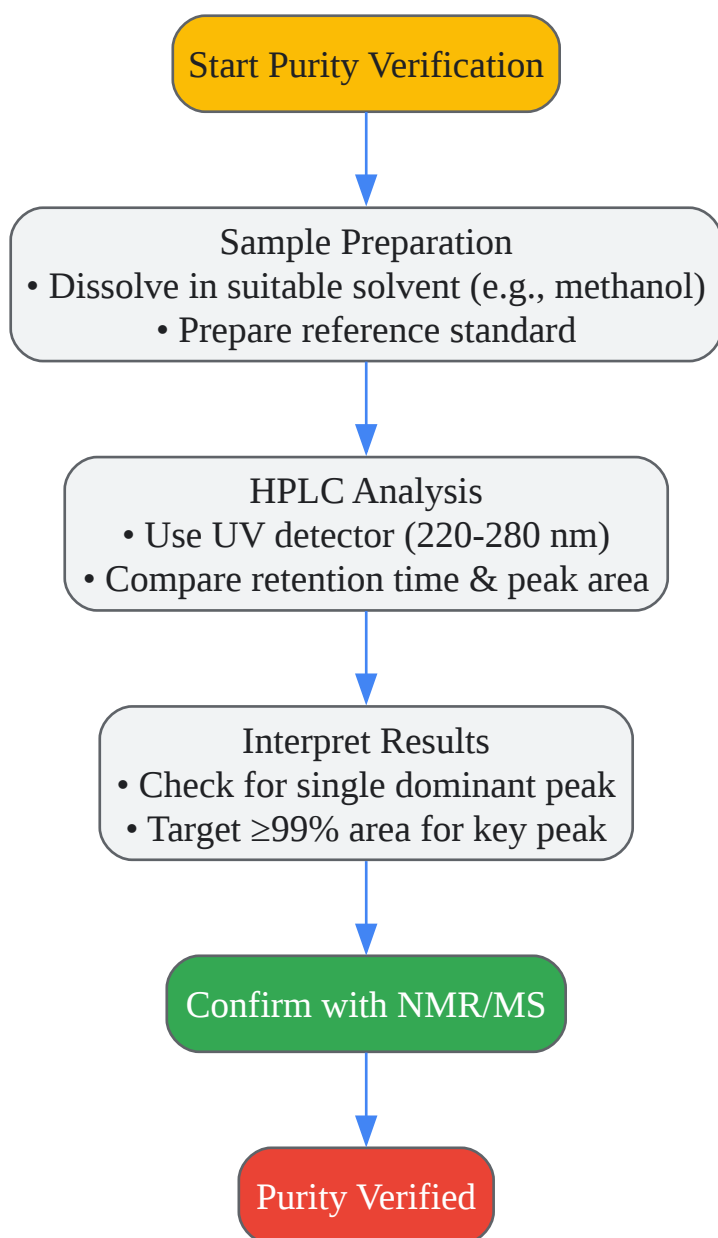 Start Purity Verification
Sample Preparation
• Dissolve in suitable solvent (e.g., methanol)
• Prepare reference standard
HPLC Analysis
• Use UV detector (220-280 nm)
• Compare retention time & peak area
Interpret Results
• Check for single dominant peak
• Target ≥99% area for key peak
Confirm with NMR/MS
Purity Verified